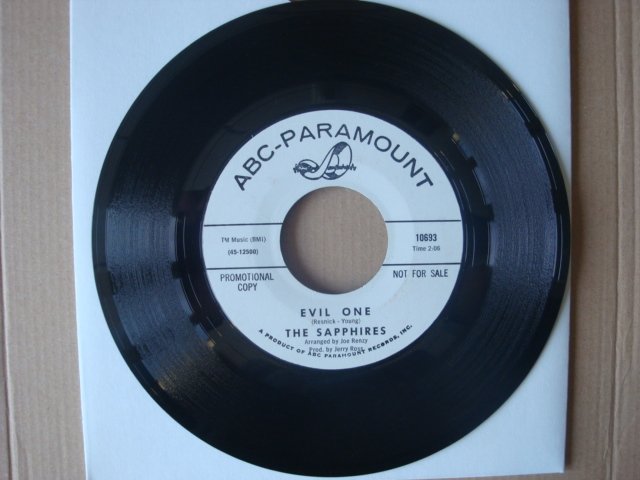 ABC-PARAMOUNT
TM Music (BMI)
(45-12500)
10693
Time 2:06
PROMOTIONAL
COPY
NOT FOR SALE
EVIL ONE
(Resnick - Young)
THE SAPPHIRES
Arranged by Joe Renzy
Prod. by Jerry Ross
A PRODUCT OF ABC PARAMOUNT RECORDS, INC.